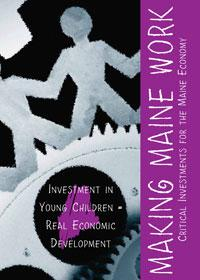 MAKING MAINE WORK
CRITICAL INVESTMENTS FOR THE MAINE ECONOMY
INVESTMENT IN
YOUNG CHILDREN =
REAL ECONOMIC
DEVELOPMENT